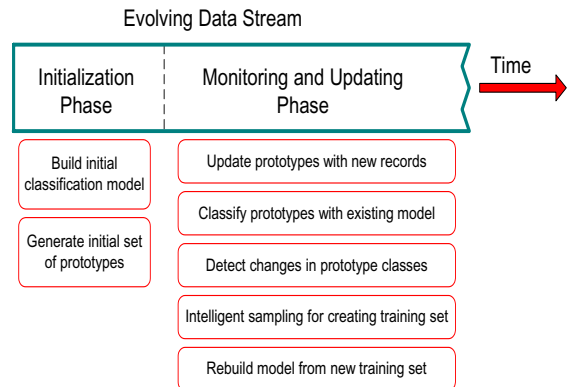 Evolving Data Stream
Initialization
Phase
Monitoring and Updating
Phase
Time
Build initial
classification model
Generate initial set
of prototypes
Update prototypes with new records
Classify prototypes with existing model
Detect changes in prototype classes
Intelligent sampling for creating training set
Rebuild model from new training set